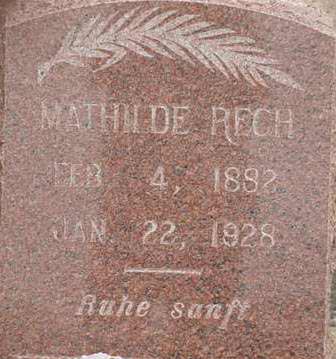 MATHILDE RECH
FEB. 4, 1882
JAN. 22, 1928
Ruhe sanft.